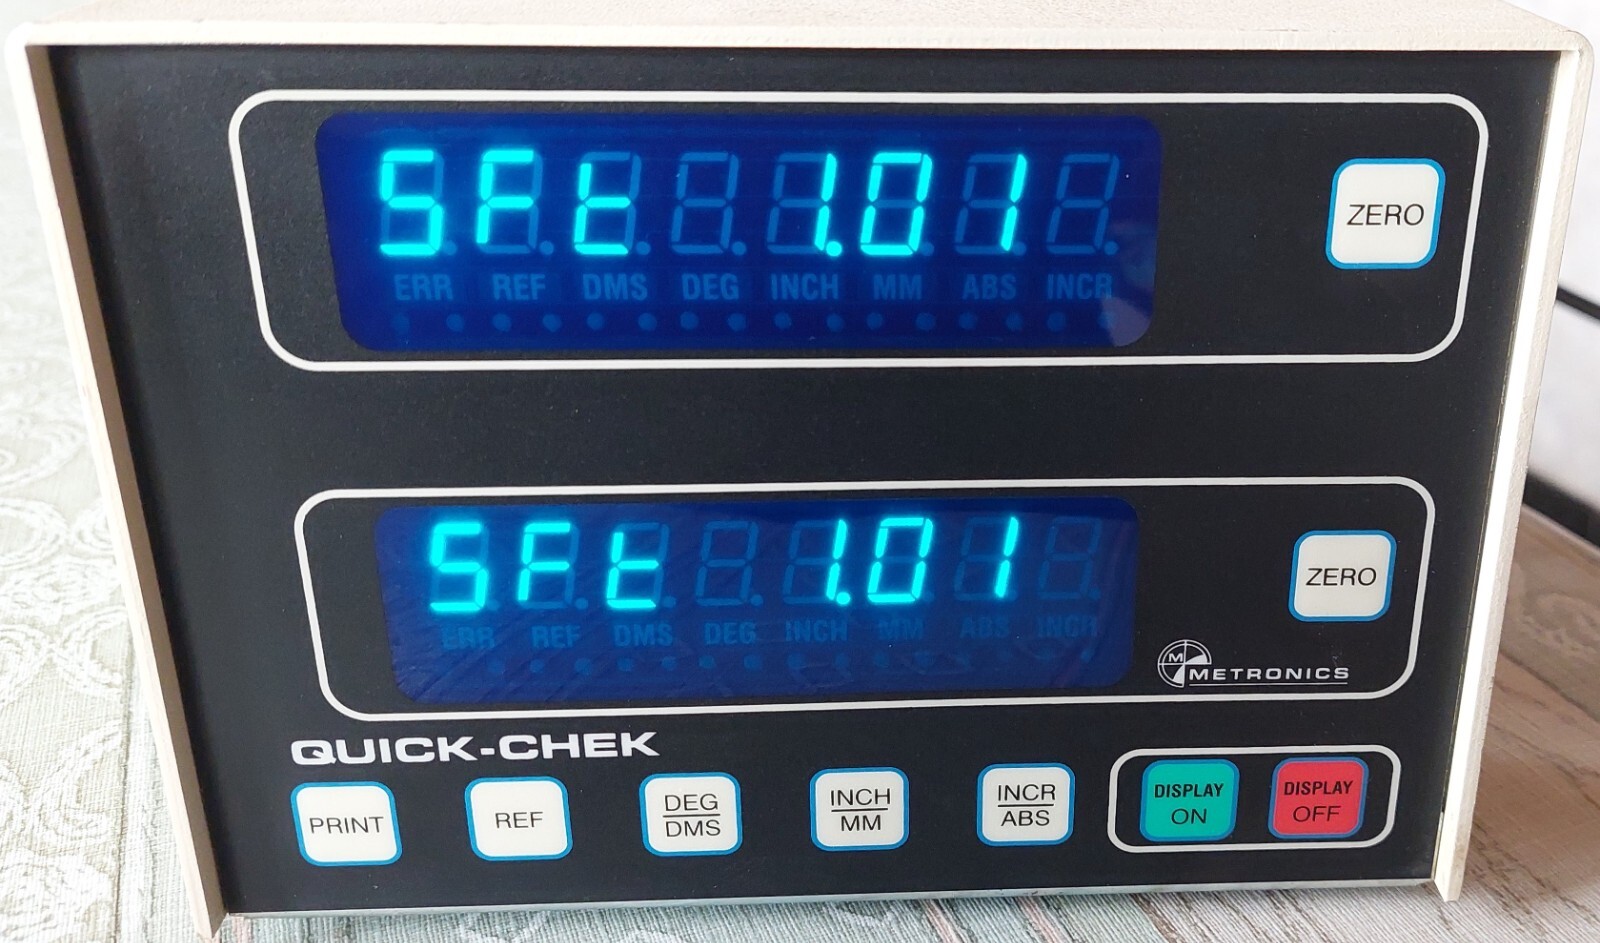 SFt 1.01
ERR REF DMS DEG INCH MM ABS INCR
ZERO
SFt 1.01
ERR REF DMS DEG INCH MM ABS INCR
ZERO
M METRONICS
QUICK-CHEK
PRINT
REF
DEG
DMS
INCH
MM
INCR
ABS
DISPLAY
ON
DISPLAY
OFF